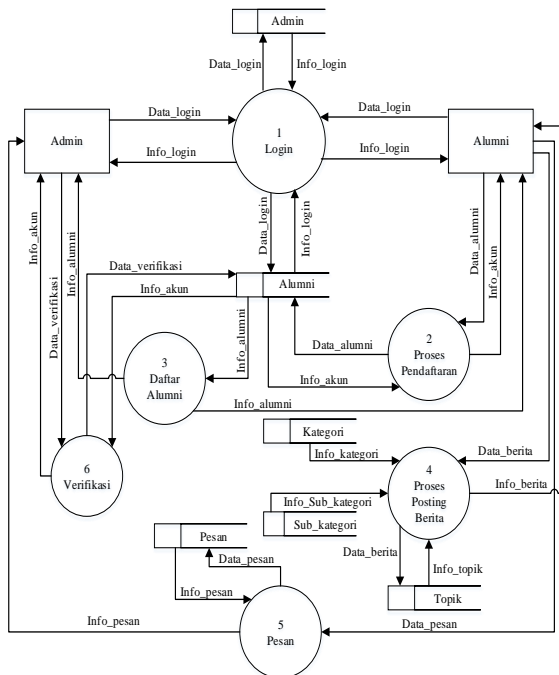 Admin
Data_login
Info_login
Data_login
Data_login
1
Login
Admin
Alumni
Info_login
Info_login
Data_login
Info_login
Info_akun
Data_verifikasi
Info_alumni
Data_alumni
Info_akun
Data_verifikasi
Alumni
Info_akun
Info_alumni
Data_alumni
2
Proses
Pendaftaran
3
Daftar
Alumni
Info_akun
Info_alumni
Kategori
Info_kategori
Data_berita
4
Proses
Posting
Berita
6
Verifikasi
Info_berita
Info_Sub_kategori
Sub_kategori
Pesan
Data_pesan
Data_berita
Info_topik
Info_pesan
Topik
Info_pesan
Data_pesan
5
Pesan